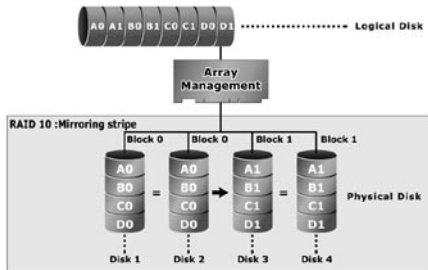 A0 A1 B0 B1 C0 C1 D0 D1
Logical Disk
Array
Management
RAID 10 :Mirroring stripe
Block 0 Block 0 Block 1 Block 1
A0 A0 A1 A1
B0 = B0 B1 = B1
C0 C0 C1 C1
D0 D0 D1 D1
Physical Disk
Disk 1 Disk 2 Disk 3 Disk 4